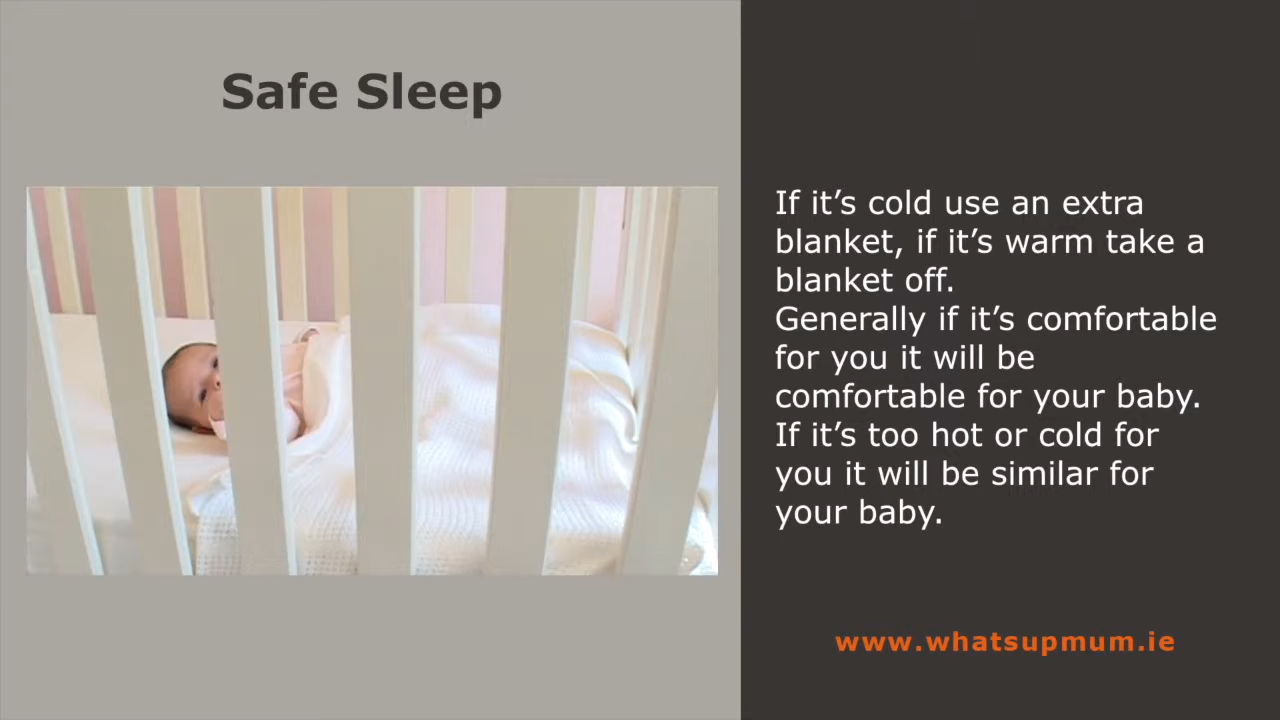 Safe Sleep
If it’s cold use an extra
blanket, if it’s warm take a
blanket off.
Generally if it’s comfortable
for you it will be
comfortable for your baby.
If it’s too hot or cold for
you it will be similar for
your baby.
www.whatsupmum.ie